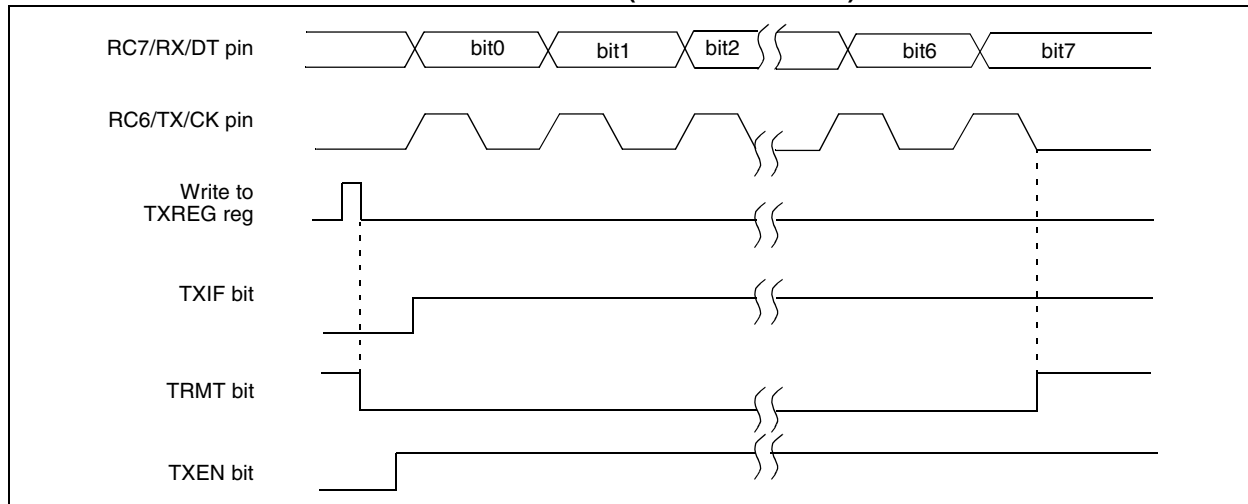 RC7/RX/DT pin
bit0 bit1 bit2 bit6 bit7
RC6/TX/CK pin
Write to
TXREG reg
TXIF bit
TRMT bit
TXEN bit